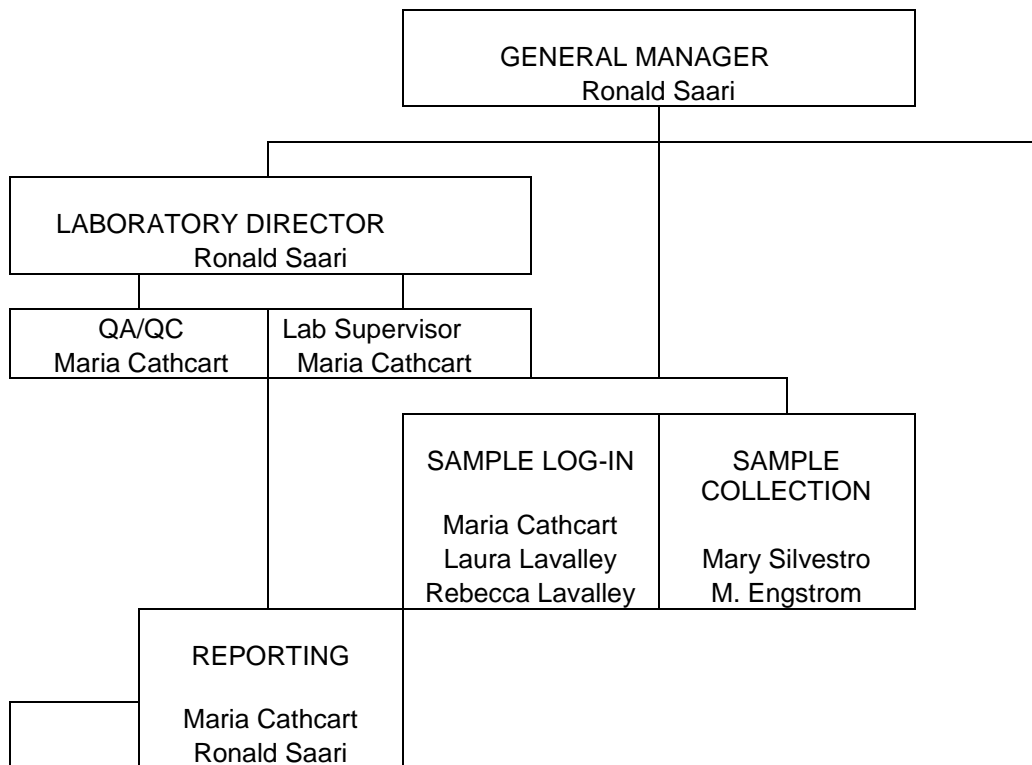 GENERAL MANAGER
Ronald Saari
LABORATORY DIRECTOR
Ronald Saari
QA/QC
Maria Cathcart
Lab Supervisor
Maria Cathcart
SAMPLE LOG-IN
Maria Cathcart
Laura Lavalley
Rebecca Lavalley
SAMPLE
COLLECTION
Mary Silvestro
M. Engstrom
REPORTING
Maria Cathcart
Ronald Saari